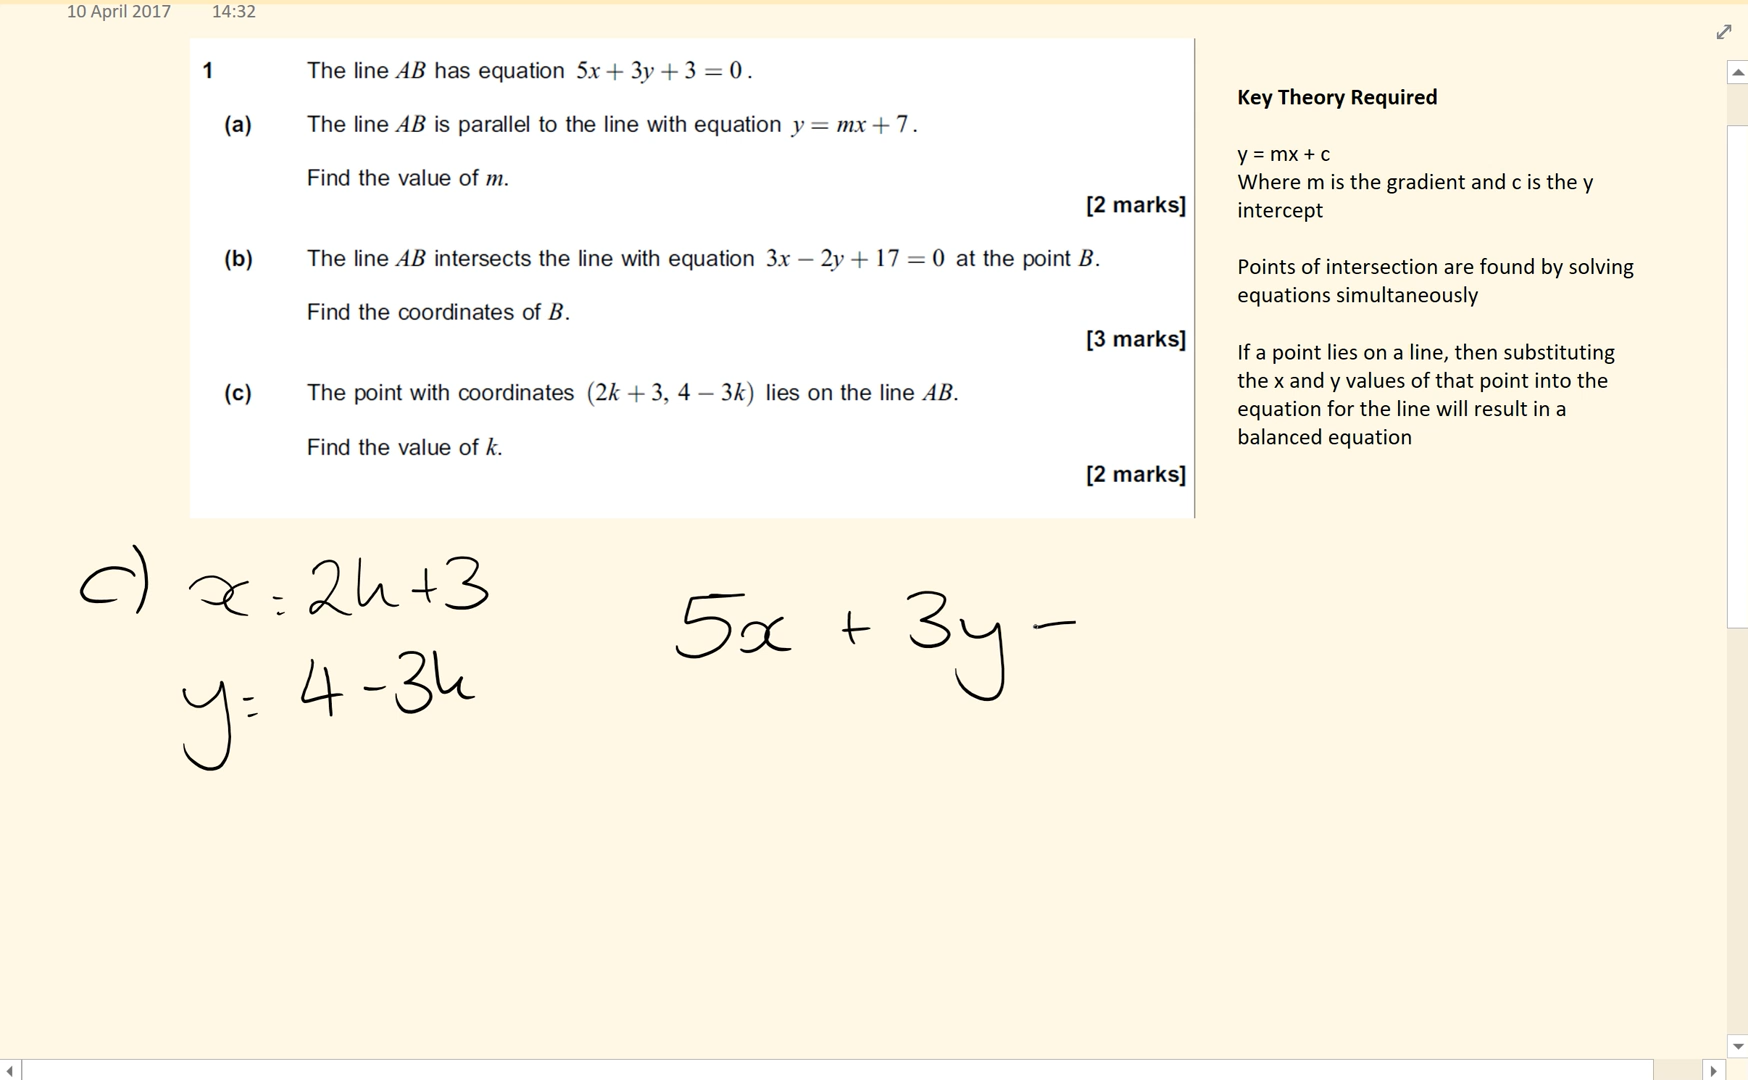 10 April 2017 14:32
1 The line AB has equation 5x + 3y + 3 = 0.
(a) The line AB is parallel to the line with equation y = mx + 7.
Find the value of m.
[2 marks]
(b) The line AB intersects the line with equation 3x − 2y + 17 = 0 at the point B.
Find the coordinates of B.
[3 marks]
(c) The point with coordinates (2k + 3, 4 − 3k) lies on the line AB.
Find the value of k.
[2 marks]
Key Theory Required
y = mx + c
Where m is the gradient and c is the y
intercept
Points of intersection are found by solving
equations simultaneously
If a point lies on a line, then substituting
the x and y values of that point into the
equation for the line will result in a
balanced equation
c) x = 2k+3
y = 4-3k
5x + 3y -